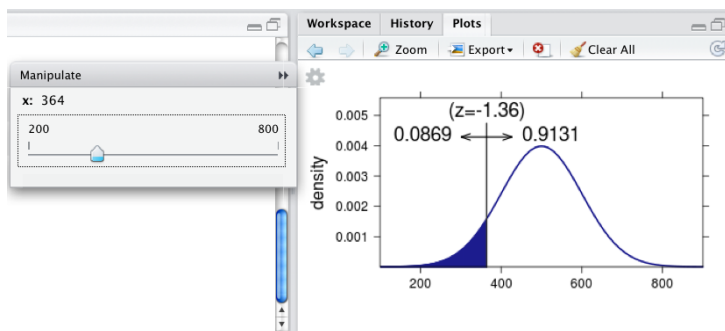 Workspace History Plots
Zoom Export Clear All
Manipulate
x: 364
200 800
(z=-1.36)
0.0869 0.9131
density
0.005
0.004
0.003
0.002
0.001
200 400 600 800